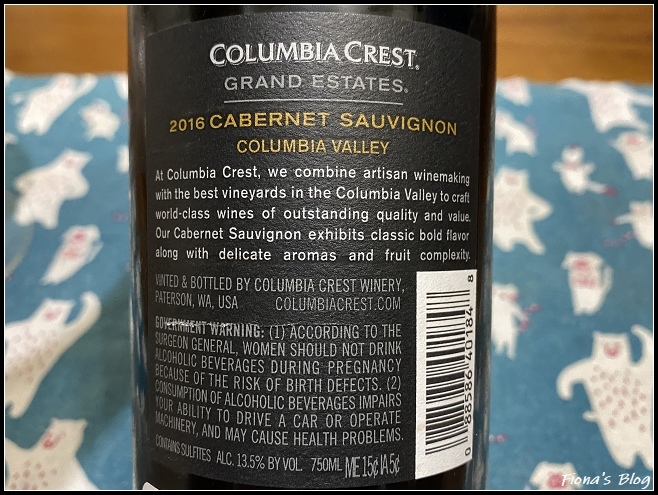 COLUMBIA CREST®
GRAND ESTATES®
2016 CABERNET SAUVIGNON
COLUMBIA VALLEY
At Columbia Crest, we combine artisan winemaking
with the best vineyards in the Columbia Valley to craft
world-class wines of outstanding quality and value.
Our Cabernet Sauvignon exhibits classic bold flavor
along with delicate aromas and fruit complexity.
VINTED & BOTTLED BY COLUMBIA CREST WINERY,
PATERSON, WA, USA COLUMBIACREST.COM
GOVERNMENT WARNING: (1) ACCORDING TO THE
SURGEON GENERAL, WOMEN SHOULD NOT DRINK
ALCOHOLIC BEVERAGES DURING PREGNANCY
BECAUSE OF THE RISK OF BIRTH DEFECTS. (2)
CONSUMPTION OF ALCOHOLIC BEVERAGES IMPAIRS
YOUR ABILITY TO DRIVE A CAR OR OPERATE
MACHINERY, AND MAY CAUSE HEALTH PROBLEMS.
CONTAINS SULFITES ALC. 13.5% BY VOL. 750ML ME 15¢ IA 5¢
0 88586 40184 8
Fiona's Blog